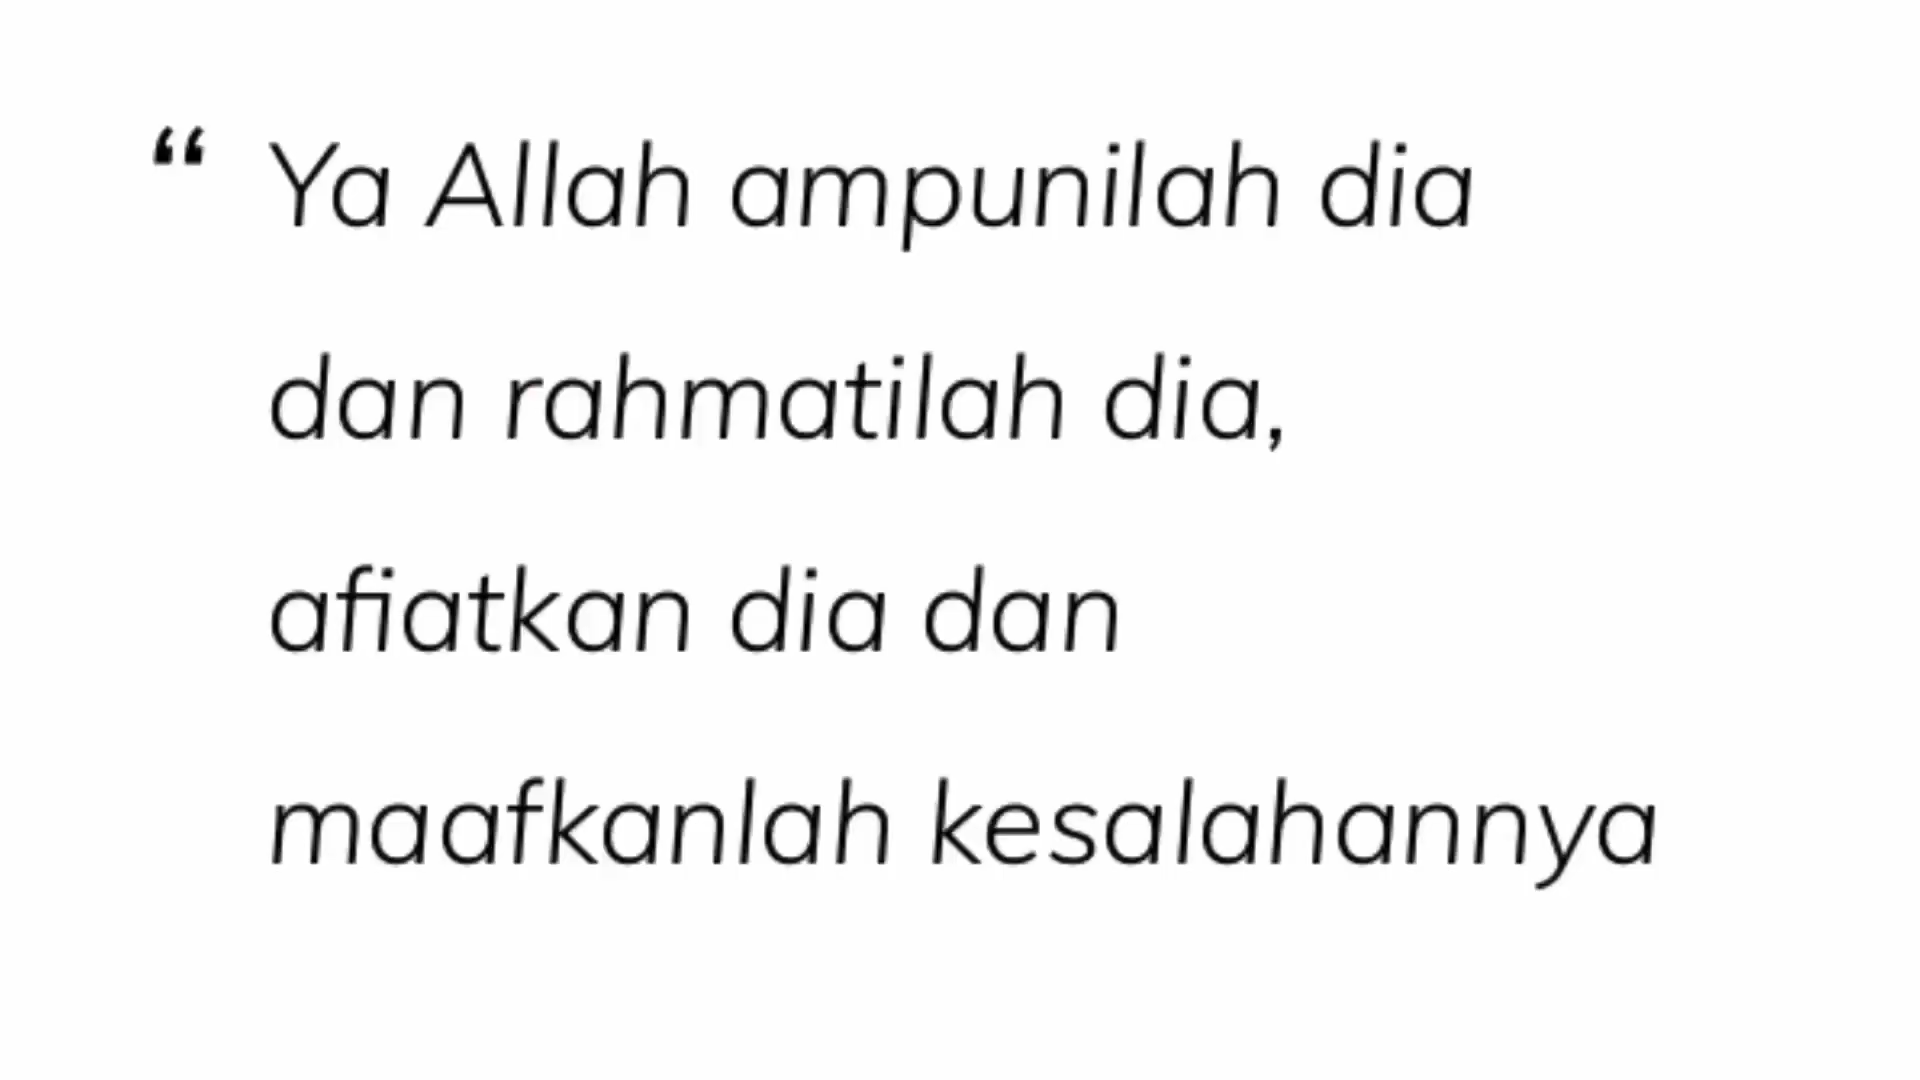 “ Ya Allah ampunilah dia
dan rahmatilah dia,
afiatkan dia dan
maafkanlah kesalahannya